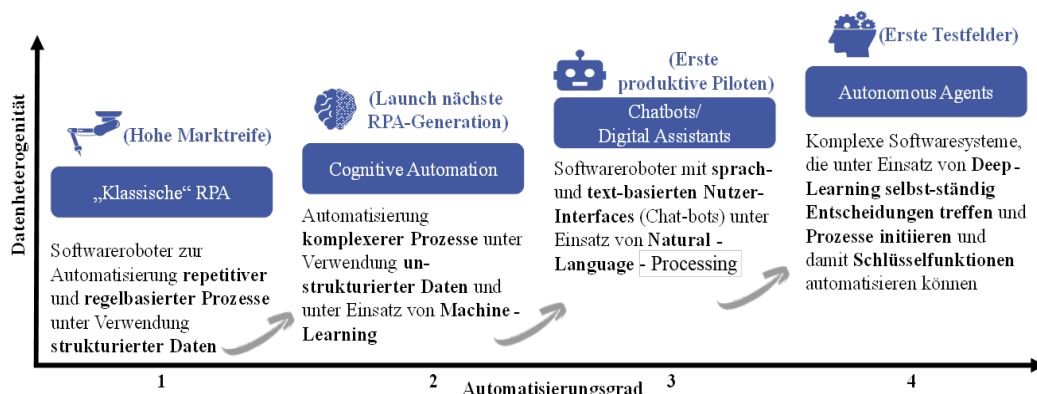 Datenheterogenität
(Hohe Marktreife)
„Klassische“ RPA
Softwareroboter zur
Automatisierung repetitiver
und regelbasierter Prozesse
unter Verwendung
strukturierter Daten
(Launch nächste
RPA-Generation)
Cognitive Automation
Automatisierung
komplexerer Prozesse unter
Verwendung un-
strukturierter Daten und
unter Einsatz von Machine -
Learning
(Erste
produktive Piloten)
Chatbots/
Digital Assistants
Softwareroboter mit sprach-
und text-basierten Nutzer-
Interfaces (Chat-bots) unter
Einsatz von Natural -
Language - Processing
(Erste Testfelder)
Autonomous Agents
Komplexe Softwaresysteme,
die unter Einsatz von Deep-
Learning selbst-ständig
Entscheidungen treffen und
Prozesse initiieren und
damit Schlüsselfunktionen
automatisieren können
1 2 3 4
Automatisierungsgrad